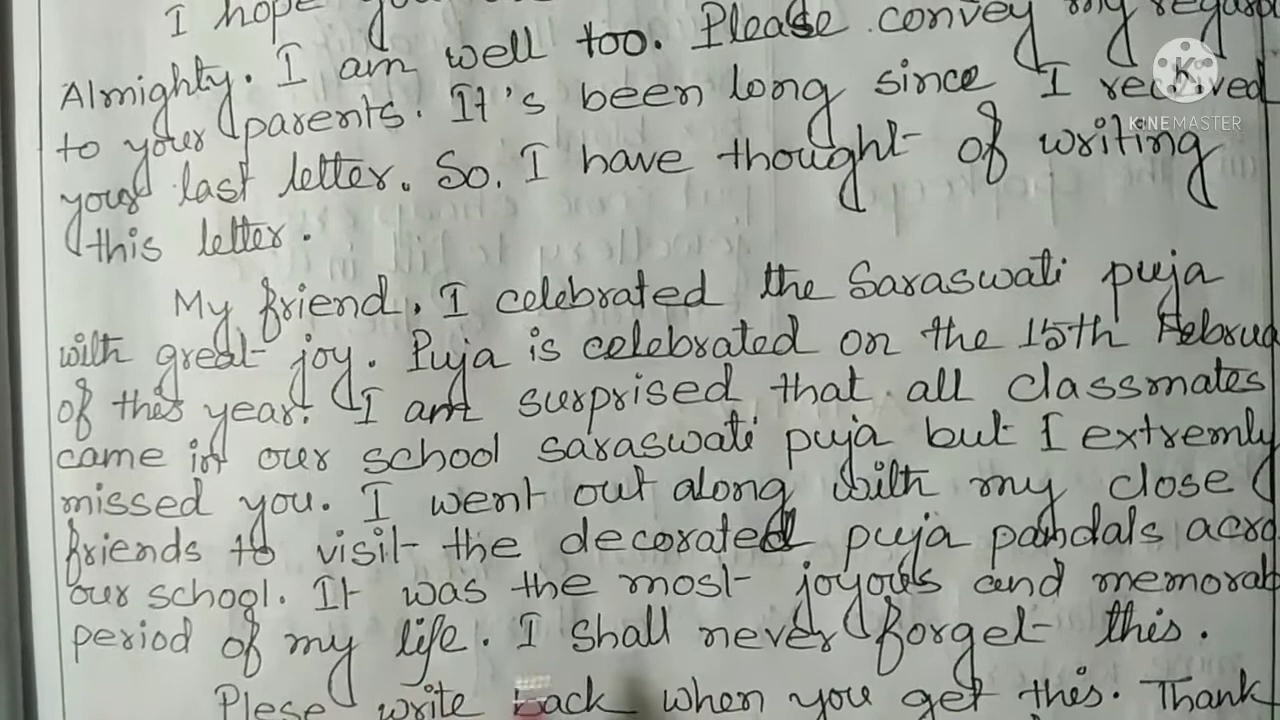 I hope
Almighty. I am well too. Please convey my regard
to your parents. It's been long since I received
your last letter. So, I have thought of writing
this letter.
My friend, I celebrated the Saraswati puja
with great joy. Puja is celebrated on the 15th Februa
of this year. I am surprised that all classmates
came in our school saraswati puja but I extremly
missed you. I went out along with my close
friends to visit the decorated puja pandals acro
our school. It was the most joyous and memorab
period of my life. I shall never forget this.
Plese write back when you get this. Thank
K
KINEMASTER